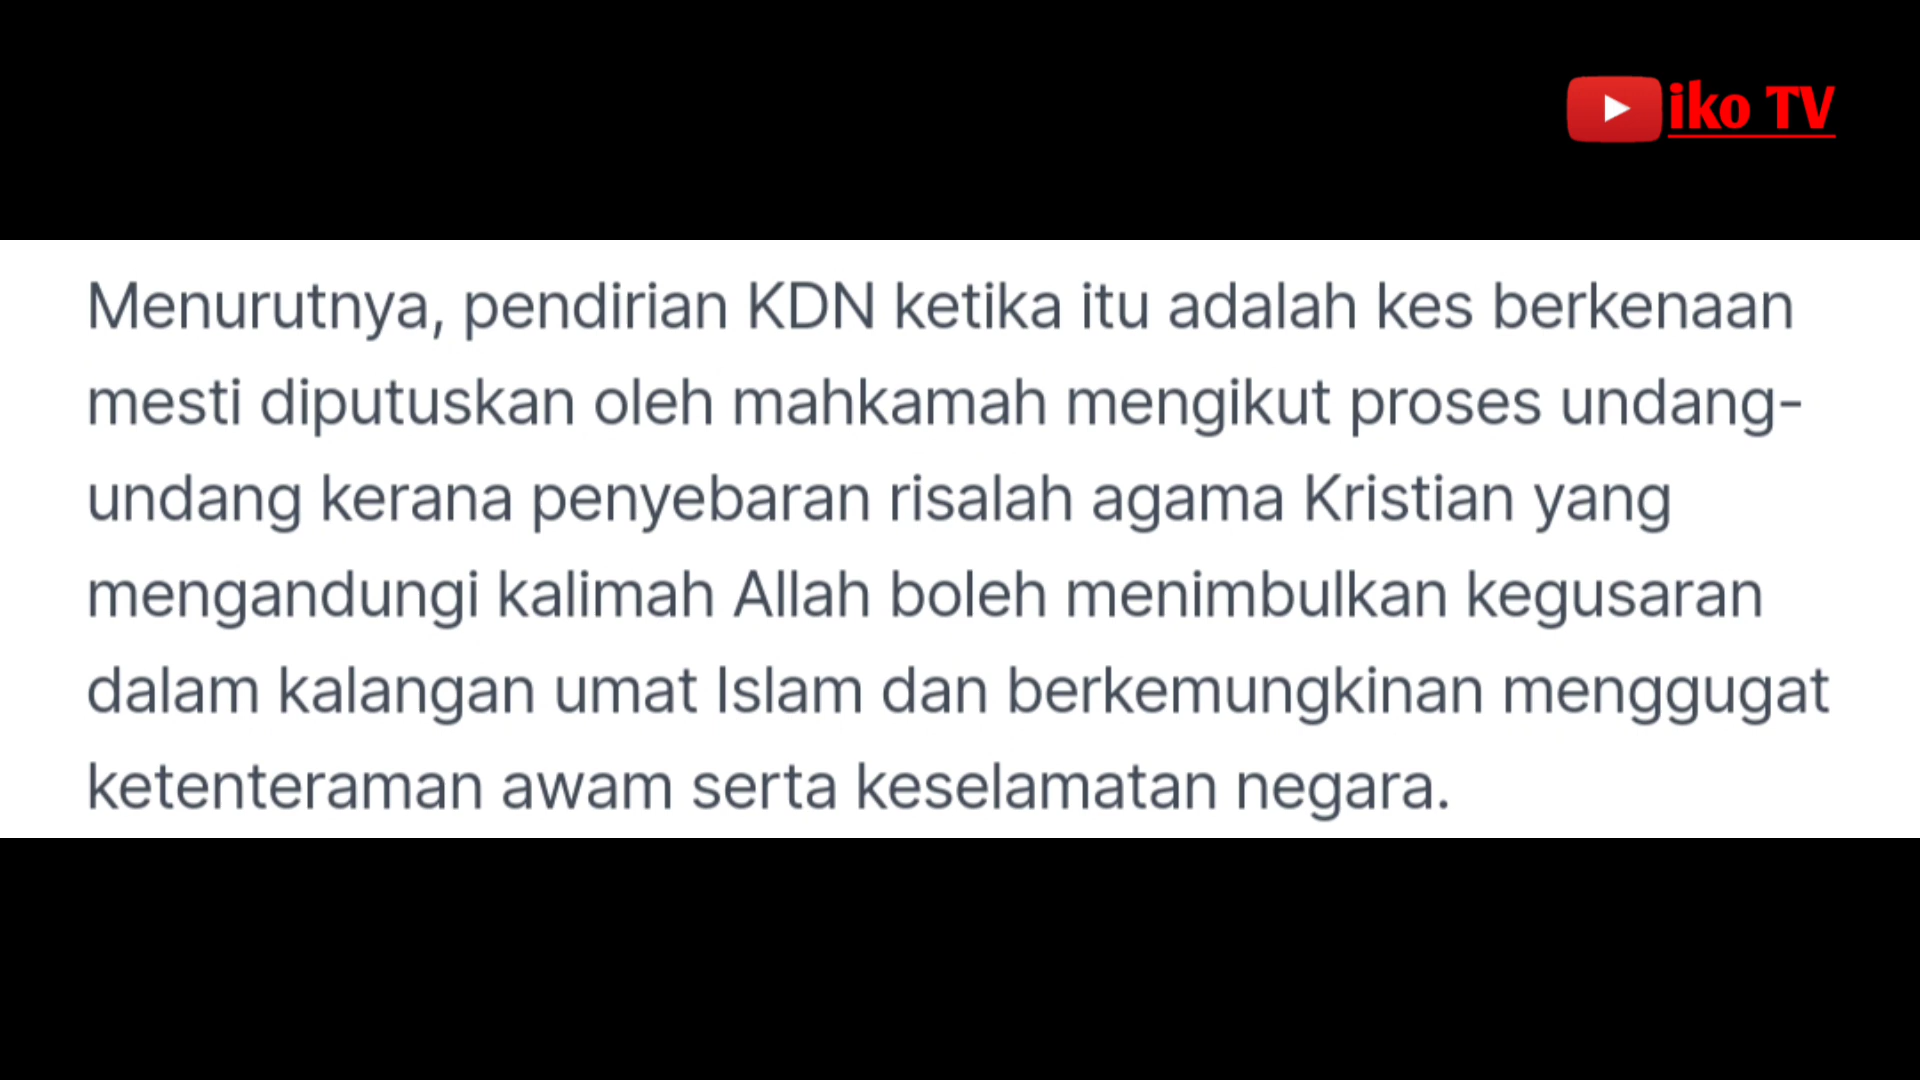 iko TV
Menurutnya, pendirian KDN ketika itu adalah kes berkenaan
mesti diputuskan oleh mahkamah mengikut proses undang-
undang kerana penyebaran risalah agama Kristian yang
mengandungi kalimah Allah boleh menimbulkan kegusaran
dalam kalangan umat Islam dan berkemungkinan menggugat
ketenteraman awam serta keselamatan negara.